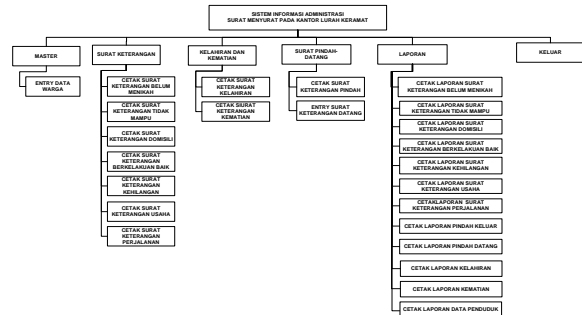 SISTEM INFORMASI ADMINISTRASI
SURAT MENYURAT PADA KANTOR LURAH KERAMAT
MASTER
ENTRY DATA
WARGA
SURAT KETERANGAN
CETAK SURAT
KETERANGAN BELUM
MENIKAH
CETAK SURAT
KETERANGAN TIDAK
MAMPU
CETAK SURAT
KETERANGAN DOMISILI
CETAK SURAT
KETERANGAN
BERKELAKUAN BAIK
CETAK SURAT
KETERANGAN
KEHILANGAN
CETAK SURAT
KETERANGAN USAHA
CETAK SURAT
KETERANGAN
PERJALANAN
KELAHIRAN DAN
KEMATIAN
CETAK SURAT
KETERANGAN
KELAHIRAN
CETAK SURAT
KETERANGAN
KEMATIAN
SURAT PINDAH-
DATANG
CETAK SURAT
KETERANGAN PINDAH
ENTRY SURAT
KETERANGAN DATANG
LAPORAN
CETAK LAPORAN SURAT
KETERANGAN BELUM MENIKAH
CETAK LAPORAN SURAT
KETERANGAN TIDAK MAMPU
CETAK LAPORAN SURAT
KETERANGAN DOMISILI
CETAK LAPORAN SURAT
KETERANGAN BERKELAKUAN BAIK
CETAK LAPORAN SURAT
KETERANGAN KEHILANGAN
CETAK LAPORAN SURAT
KETERANGAN USAHA
CETAKLAPORAN SURAT
KETERANGAN PERJALANAN
CETAK LAPORAN PINDAH KELUAR
CETAK LAPORAN PINDAH DATANG
CETAK LAPORAN KELAHIRAN
CETAK LAPORAN KEMATIAN
CETAK LAPORAN DATA PENDUDUK
KELUAR